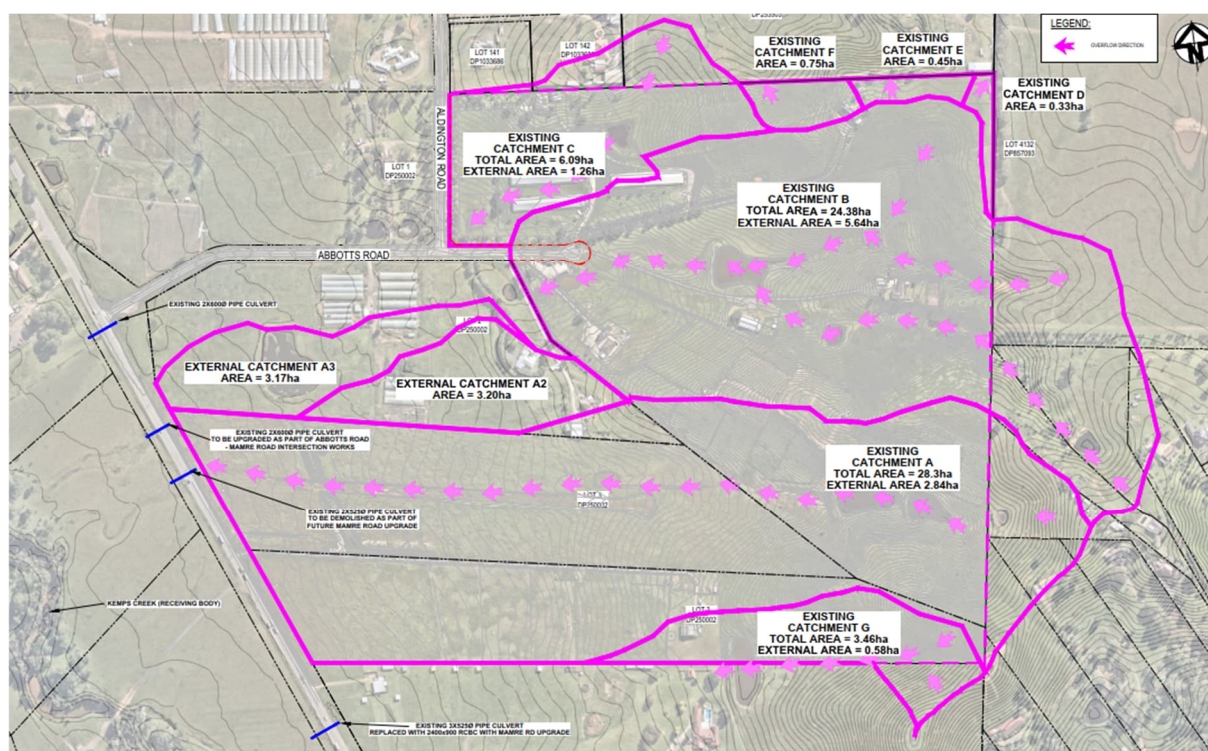 LEGEND:
OVERFLOW DIRECTION
LOT 141
DP1033686
LOT 142
EXISTING
CATCHMENT F
AREA = 0.75ha
EXISTING
CATCHMENT E
AREA = 0.45ha
EXISTING
CATCHMENT D
AREA = 0.33ha
ALDINGTON ROAD
LOT 1
DP250002
EXISTING
CATCHMENT C
TOTAL AREA = 6.09ha
EXTERNAL AREA = 1.26ha
LOT 4132
DP857093
EXISTING
CATCHMENT B
TOTAL AREA = 24.38ha
EXTERNAL AREA = 5.64ha
ABBOTTS ROAD
EXISTING 2X600Ø PIPE CULVERT
DP250002
EXTERNAL CATCHMENT A3
AREA = 3.17ha
EXTERNAL CATCHMENT A2
AREA = 3.20ha
EXISTING 2X600Ø PIPE CULVERT
TO BE UPGRADED AS PART OF ABBOTTS ROAD
- MAMRE ROAD INTERSECTION WORKS
EXISTING
CATCHMENT A
TOTAL AREA = 28.3ha
EXTERNAL AREA 2.84ha
EXISTING 2X525Ø PIPE CULVERT
TO BE DEMOLISHED AS PART OF
FUTURE MAMRE ROAD UPGRADE
LOT 3
DP250002
KEMPS CREEK (RECEIVING BODY)
LOT 2
DP250002
EXISTING
CATCHMENT G
TOTAL AREA = 3.46ha
EXTERNAL AREA = 0.58ha
EXISTING 3X525Ø PIPE CULVERT
REPLACED WITH 2400x900 RCBC WITH MAMRE RD UPGRADE